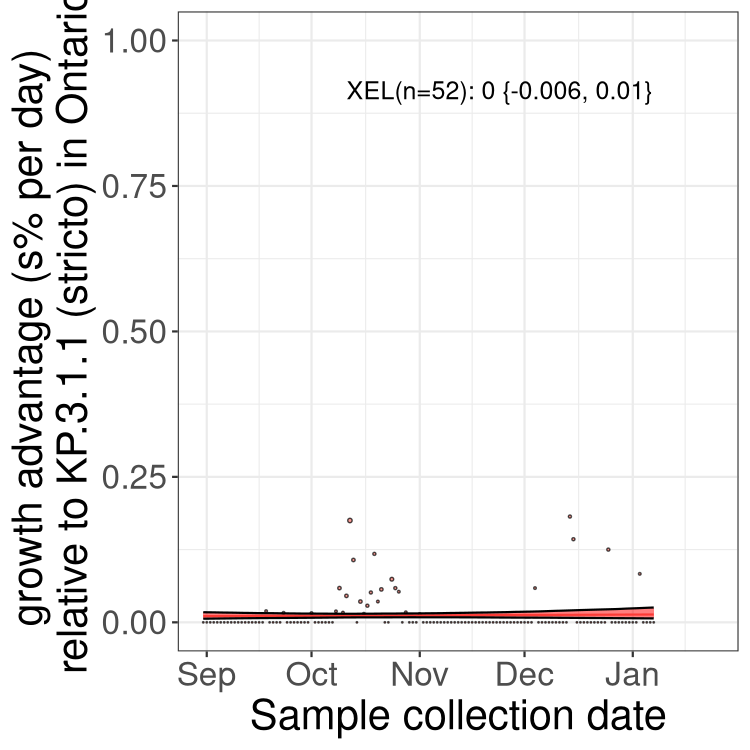 growth advantage (s% per day)
relative to KP.3.1.1 (stricto) in Ontario
1.00
0.75
0.50
0.25
0.00
XEL(n=52): 0 {-0.006, 0.01}
Sep Oct Nov Dec Jan
Sample collection date